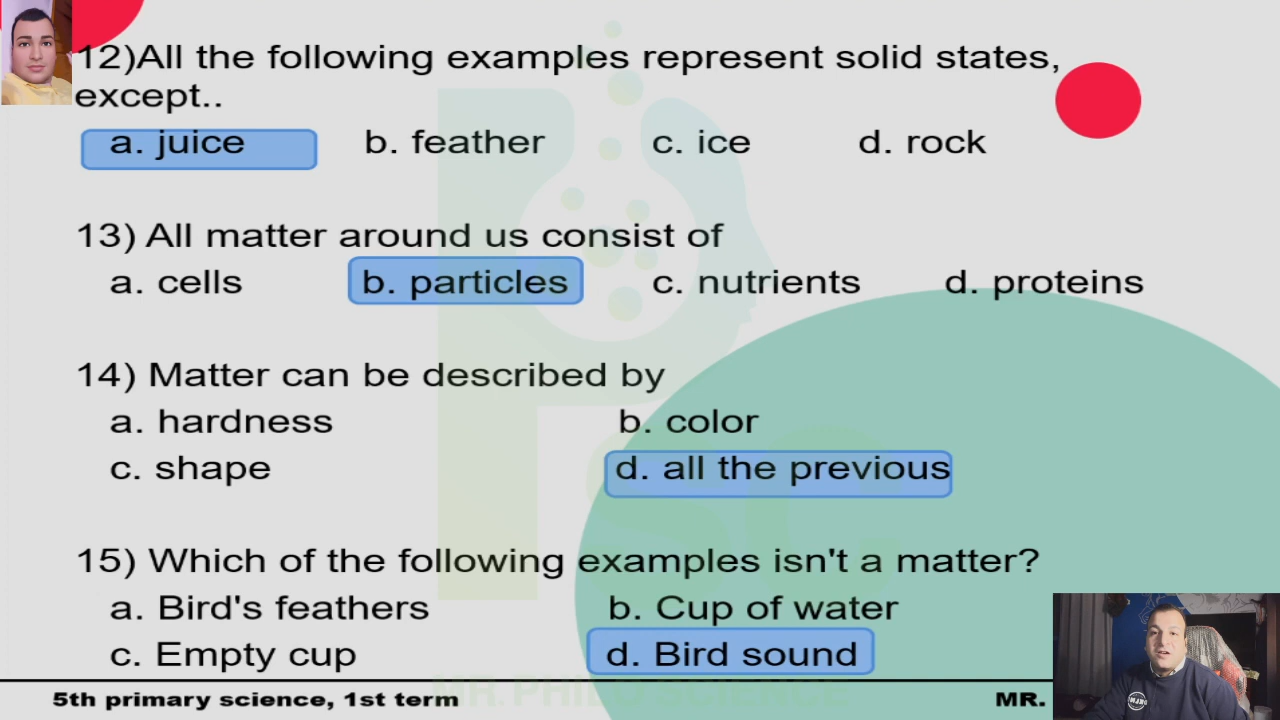 12)All the following examples represent solid states,
except..
a. juice b. feather c. ice d. rock
13) All matter around us consist of
a. cells b. particles c. nutrients d. proteins
14) Matter can be described by
a. hardness b. color
c. shape d. all the previous
15) Which of the following examples isn't a matter?
a. Bird's feathers b. Cup of water
c. Empty cup d. Bird sound
MR. PHILO SCIENCE
5th primary science, 1st term MR.